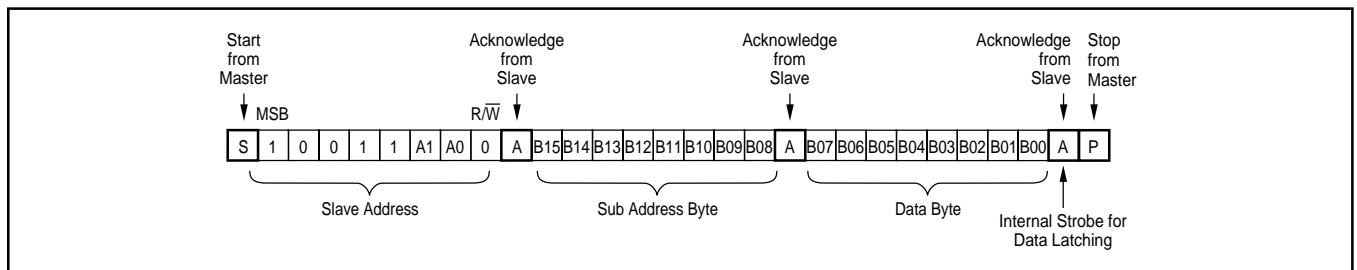 Start from Master
Acknowledge from Slave
Acknowledge from Slave
Acknowledge from Slave
Stop from Master
MSB
R/W̅
S 1 0 0 1 1 A1 A0 0 A B15 B14 B13 B12 B11 B10 B09 B08 A B07 B06 B05 B04 B03 B02 B01 B00 A P
Slave Address
Sub Address Byte
Data Byte
Internal Strobe for
Data Latching